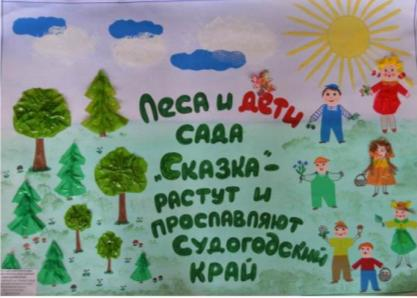 Леса и дети
сада
"Сказка"-
растут и
прославляют
Судогодский
край